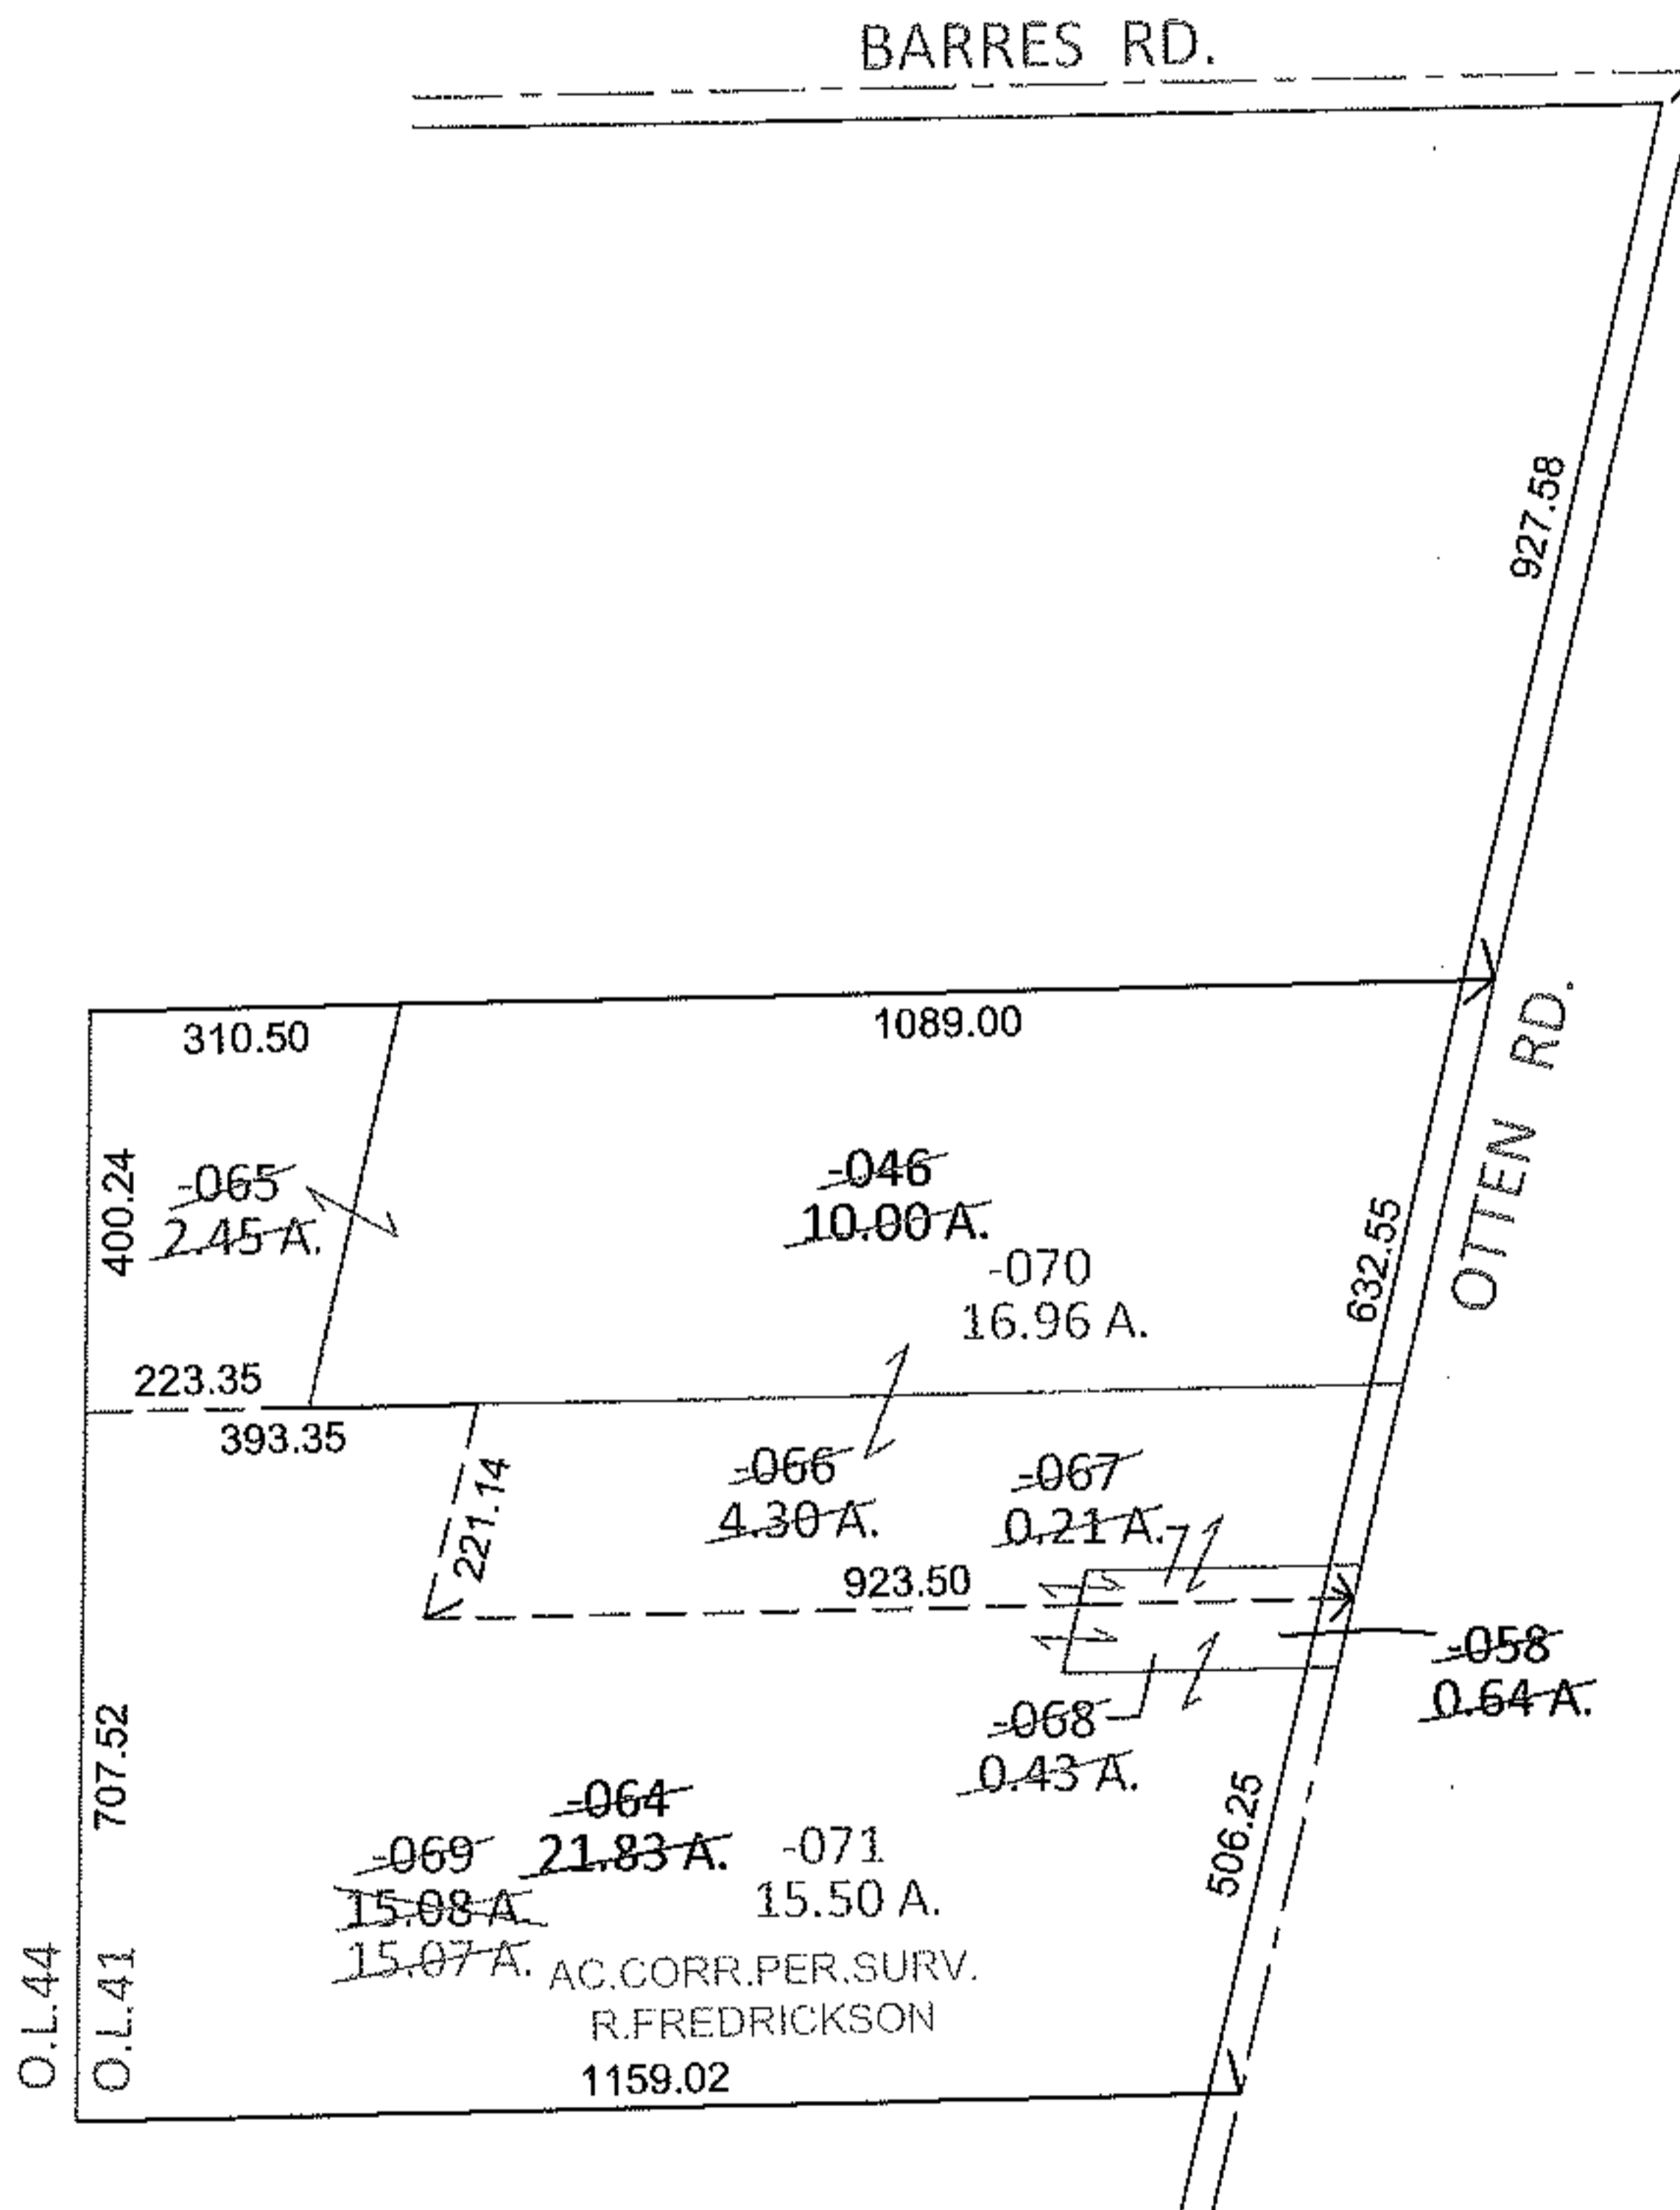 BARRES RD.
927.58
310.50
1089.00
OTTEN RD.
400.24
-065
2.45 A.
-046
10.00 A.
-070
16.96 A.
632.55
223.35
393.35
221.14
-066
4.30 A.
-067
0.21 A.
923.50
-058
0.64 A.
-068
0.43 A.
707.52
506.25
-064
21.83 A.
-069
15.08 A.
15.07 A.
-071
15.50 A.
AC.CORR.PER.SURV.
R.FREDRICKSON
O.L.44
O.L.41
1159.02